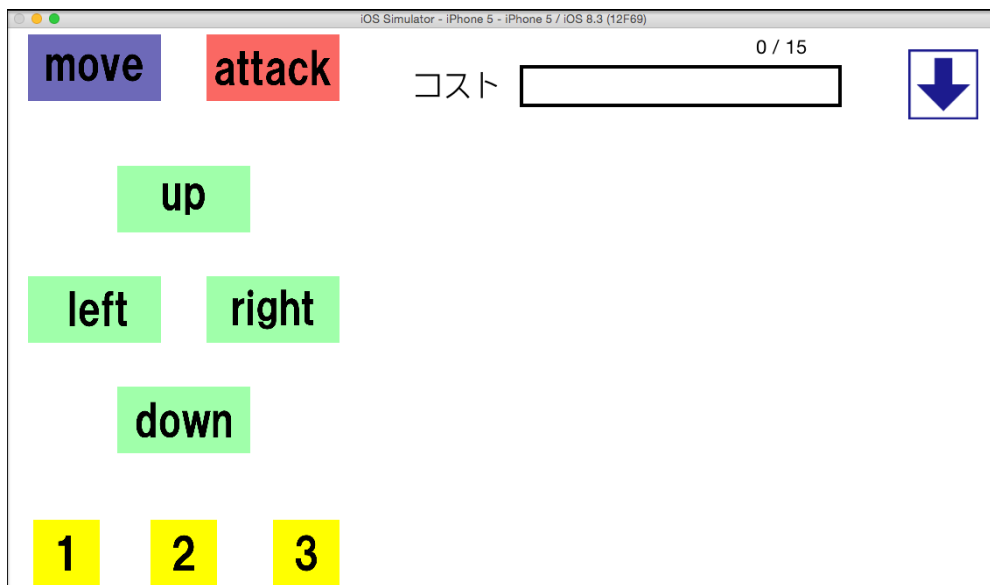 iOS Simulator - iPhone 5 - iPhone 5 / iOS 8.3 (12F69)
move attack
0 / 15
コスト
up
left right
down
1 2 3